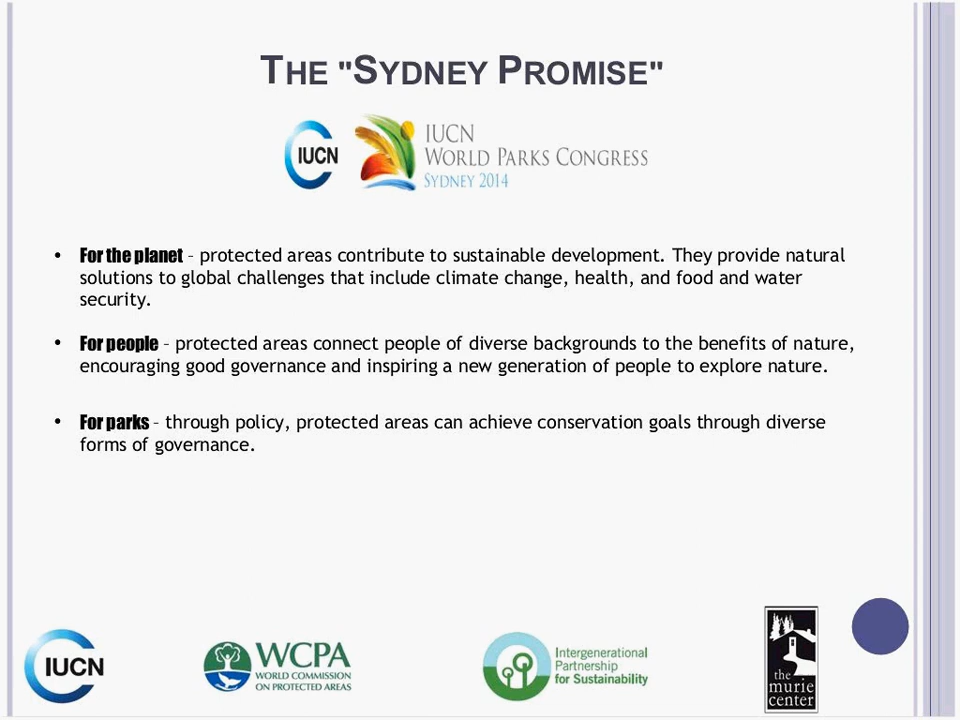 THE "SYDNEY PROMISE"
IUCN
IUCN
WORLD PARKS CONGRESS
SYDNEY 2014
• For the planet – protected areas contribute to sustainable development. They provide natural
solutions to global challenges that include climate change, health, and food and water
security.
• For people – protected areas connect people of diverse backgrounds to the benefits of nature,
encouraging good governance and inspiring a new generation of people to explore nature.
• For parks – through policy, protected areas can achieve conservation goals through diverse
forms of governance.
IUCN
WCPA
WORLD COMMISSION
ON PROTECTED AREAS
Intergenerational
Partnership
for Sustainability
the
murie
center